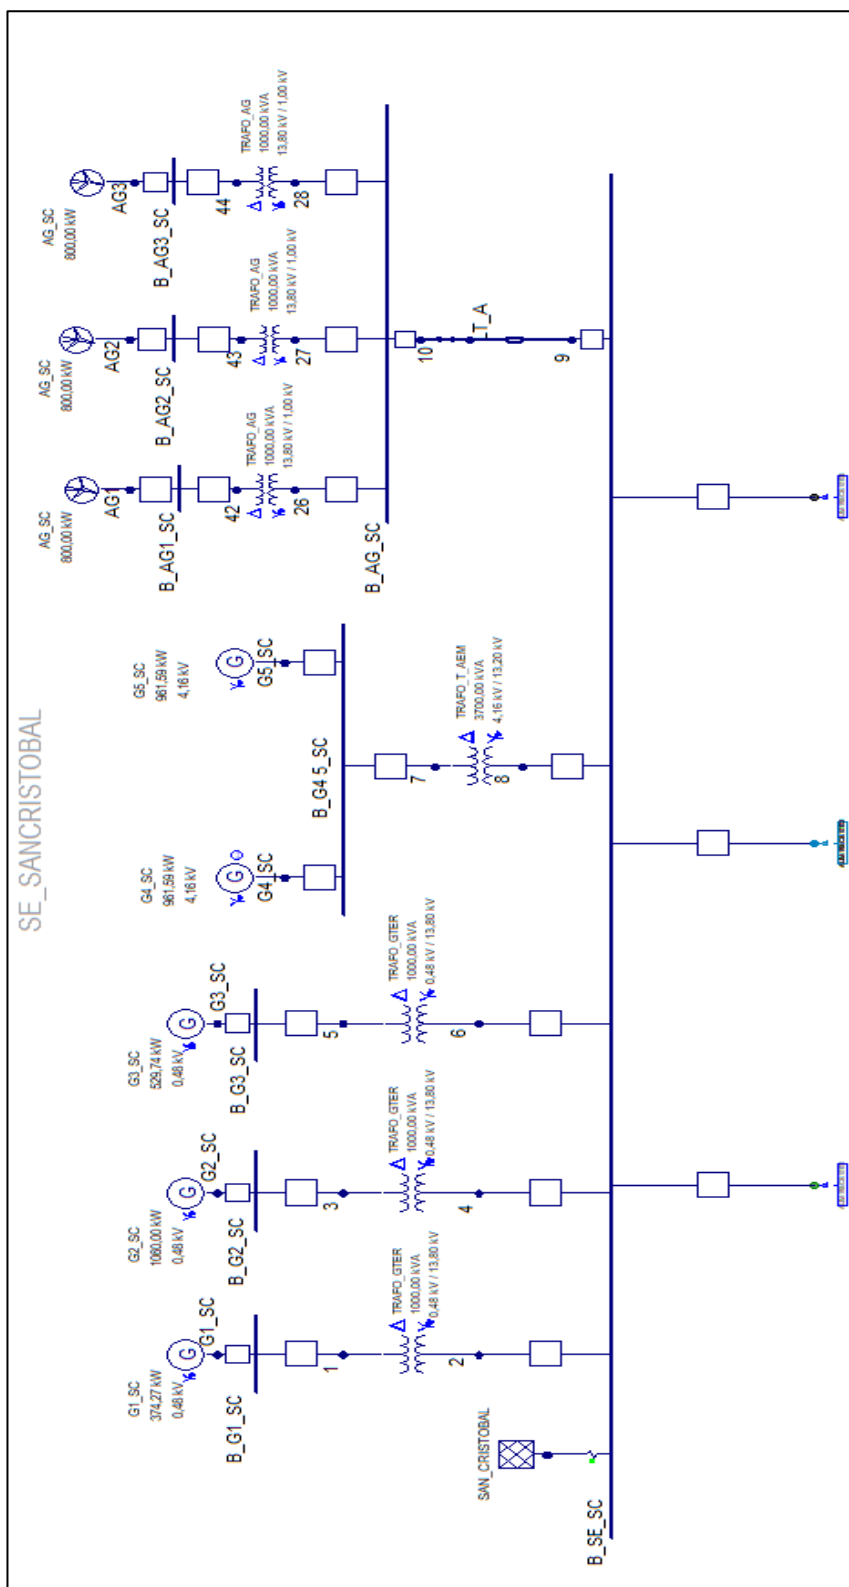 SE_SANCRISTOBAL
G1_SC
374,27 kW
0,48 kV
G1_SC
B_G1_SC
1
TRAFO_GTER
1000,00 kVA
0,48 kV / 13,80 kV
2
G2_SC
1060,00 kW
0,48 kV
G2_SC
B_G2_SC
3
TRAFO_GTER
1000,00 kVA
0,48 kV / 13,80 kV
4
G3_SC
529,74 kW
0,48 kV
G3_SC
B_G3_SC
5
TRAFO_GTER
1000,00 kVA
0,48 kV / 13,80 kV
6
G4_SC
961,59 kW
4,16 kV
G4_SC
G5_SC
961,59 kW
4,16 kV
G5_SC
B_G4 5_SC
7
TRAFO_T_AEM
3700,00 kVA
4,16 kV / 13,20 kV
8
AG_SC
800,00 kW
AG1
B_AG1_SC
42
TRAFO_AG
1000,00 kVA
13,80 kV / 1,00 kV
26
AG_SC
800,00 kW
AG2
B_AG2_SC
43
TRAFO_AG
1000,00 kVA
13,80 kV / 1,00 kV
27
AG_SC
800,00 kW
AG3
B_AG3_SC
44
TRAFO_AG
1000,00 kVA
13,80 kV / 1,00 kV
28
B_AG_SC
10
9
SAN_CRISTOBAL
B_SE_SC
G
G
G
G
G